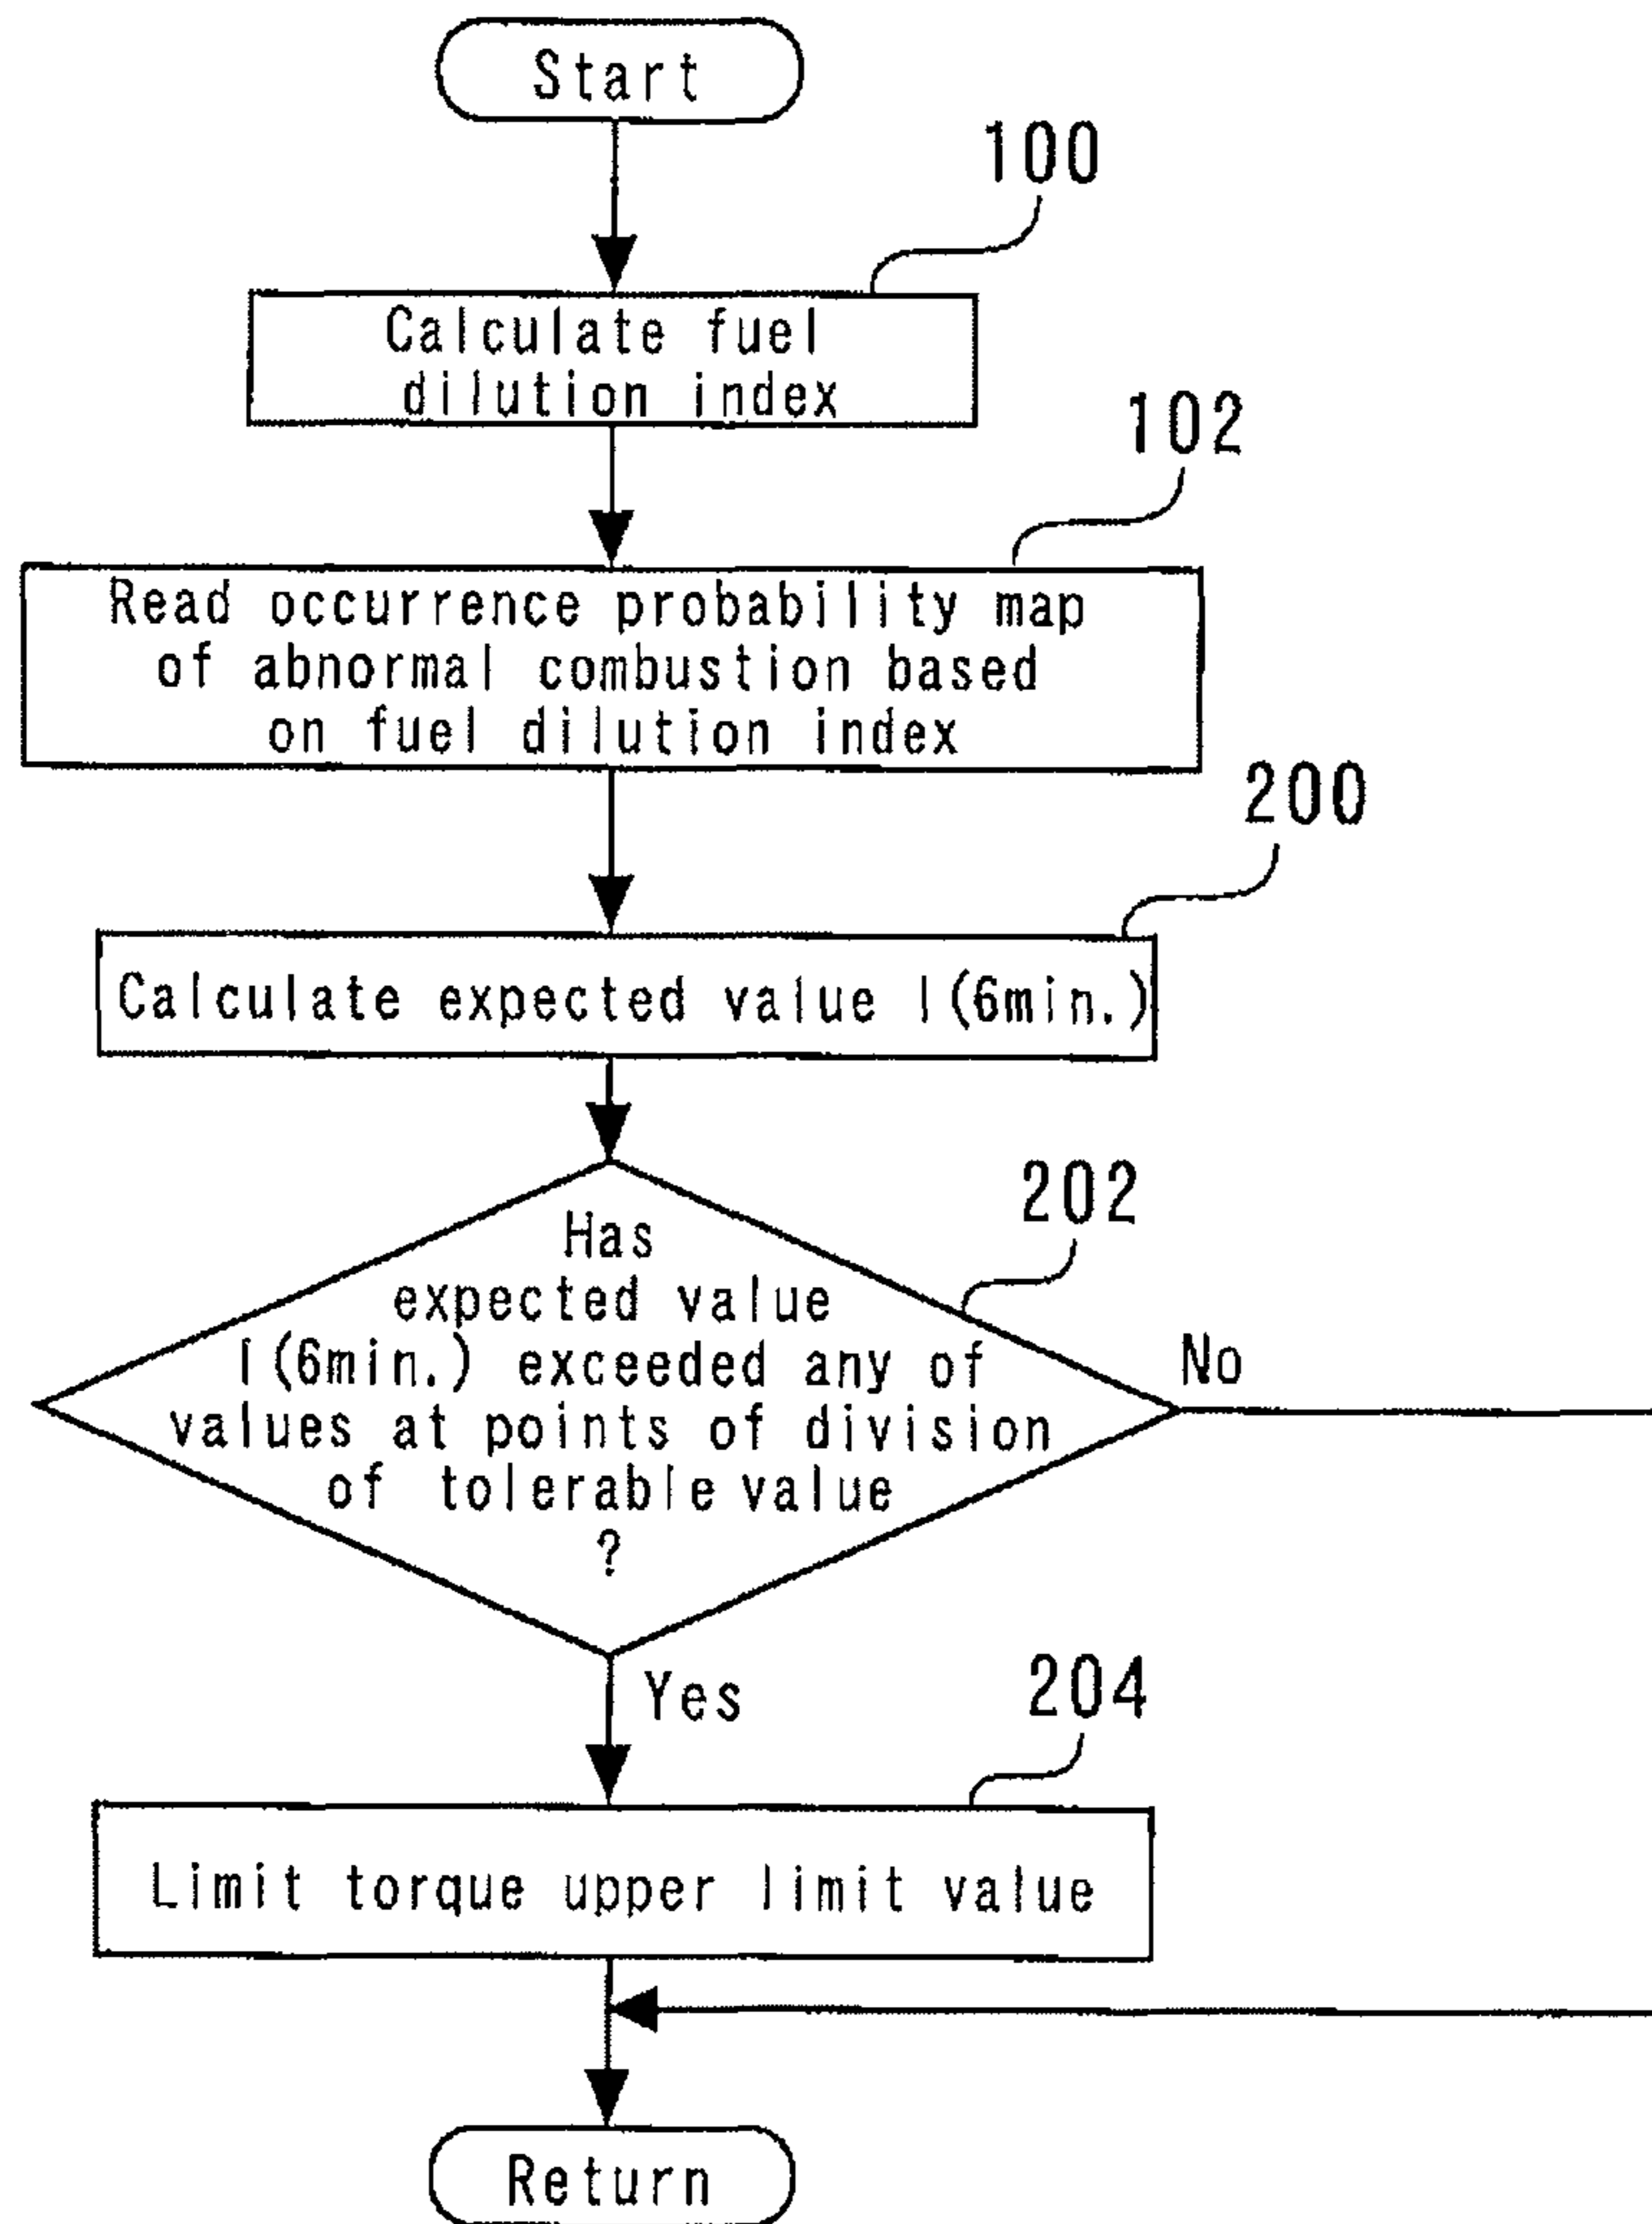 Start
100
Calculate fuel
dilution index
102
Read occurrence probability map
of abnormal combustion based
on fuel dilution index
200
Calculate expected value I(6min.)
202
Has
expected value
I(6min.) exceeded any of
values at points of division
of tolerable value
?
No
Yes
204
Limit torque upper limit value
Return